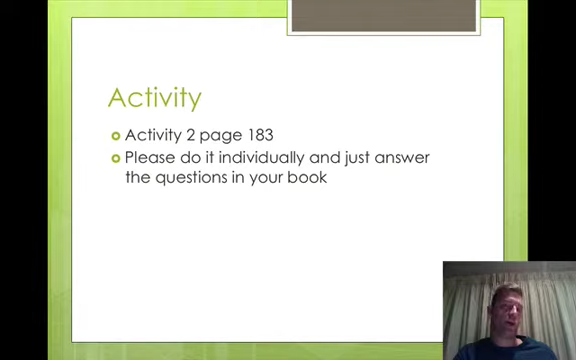 Activity
Activity 2 page 183
Please do it individually and just answer
the questions in your book